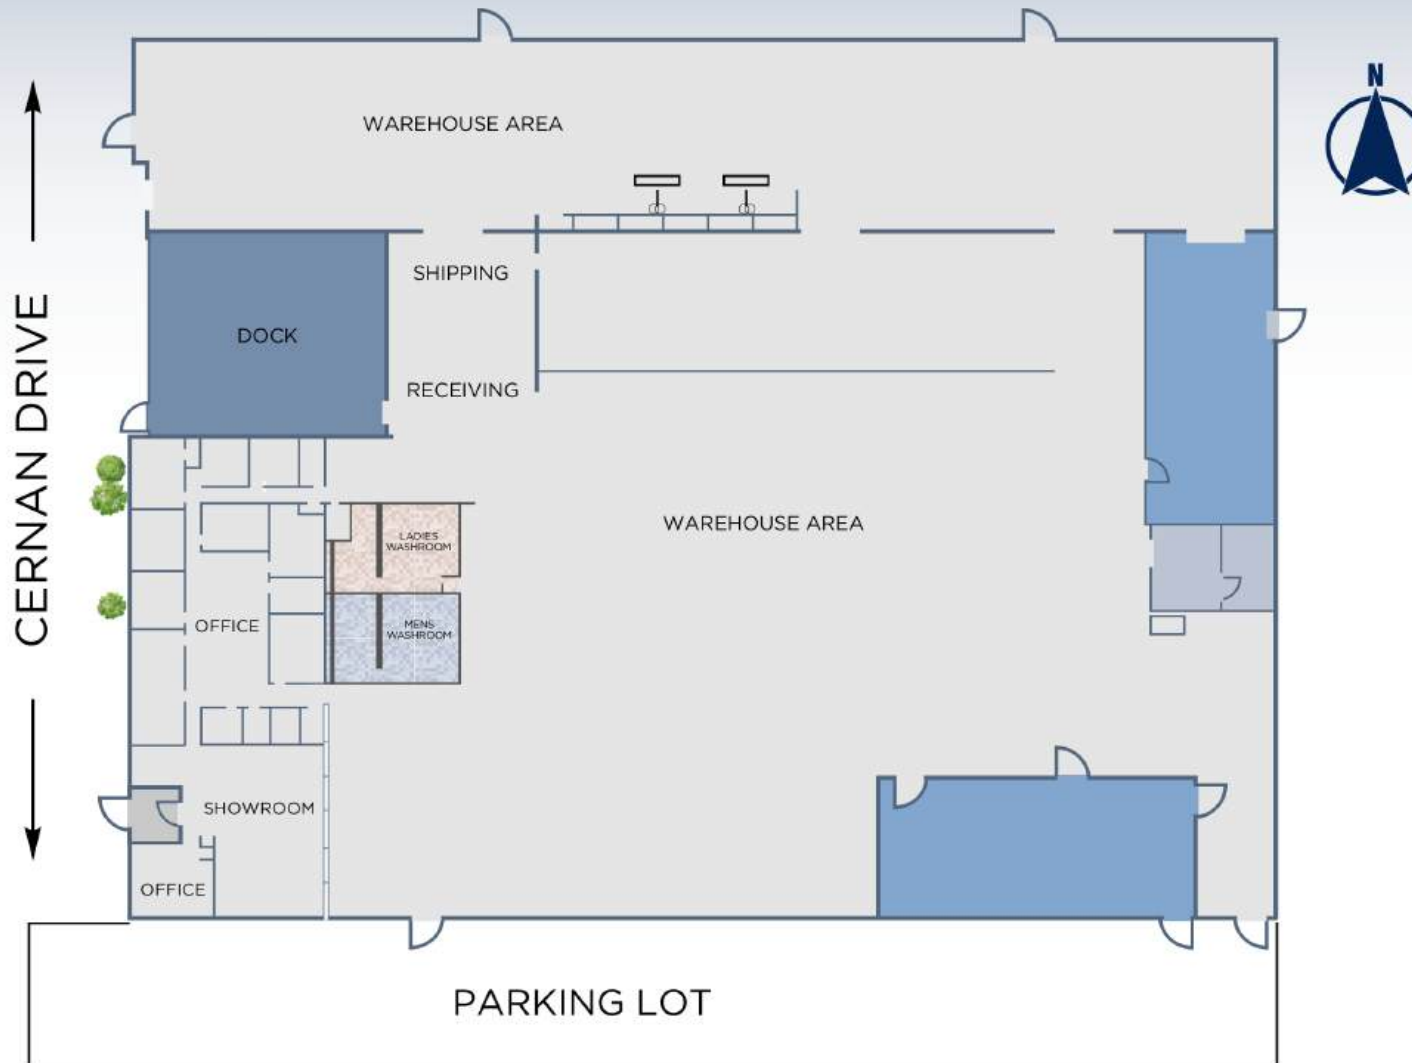 N
WAREHOUSE AREA
SHIPPING
DOCK
RECEIVING
CERNAN DRIVE
WAREHOUSE AREA
LADIES
WASHROOM
OFFICE
MENS
WASHROOM
SHOWROOM
OFFICE
PARKING LOT